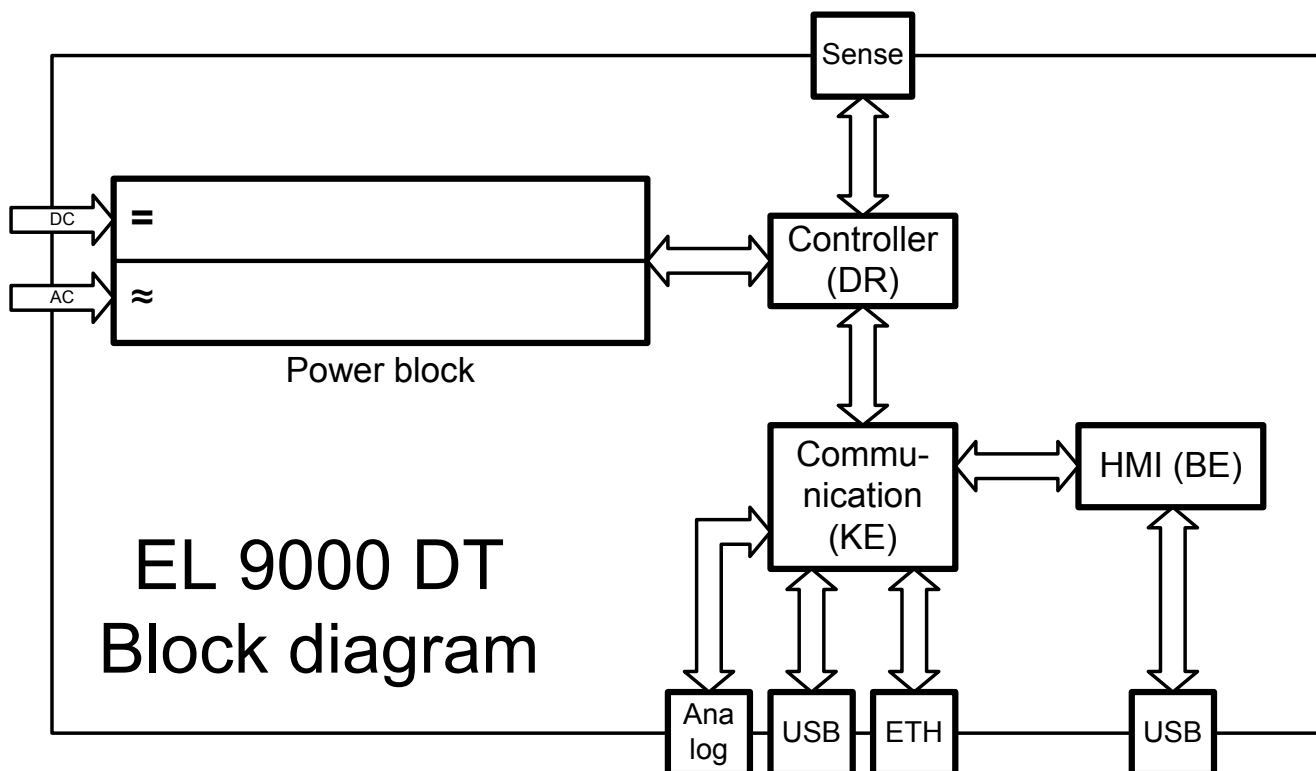 Sense
DC
=
Controller
(DR)
AC
≈
Power block
Commu-
nication
(KE)
HMI (BE)
EL 9000 DT
Block diagram
Ana
log
USB
ETH
USB